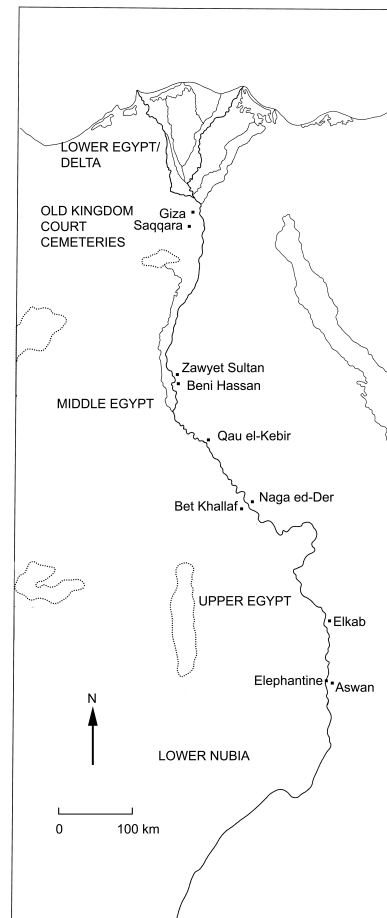 LOWER EGYPT/
DELTA
OLD KINGDOM
COURT
CEMETERIES
Giza
Saqqara
Zawyet Sultan
Beni Hassan
MIDDLE EGYPT
Qau el-Kebir
Naga ed-Der
Bet Khallaf
UPPER EGYPT
Elkab
Elephantine
Aswan
N
LOWER NUBIA
0 100 km